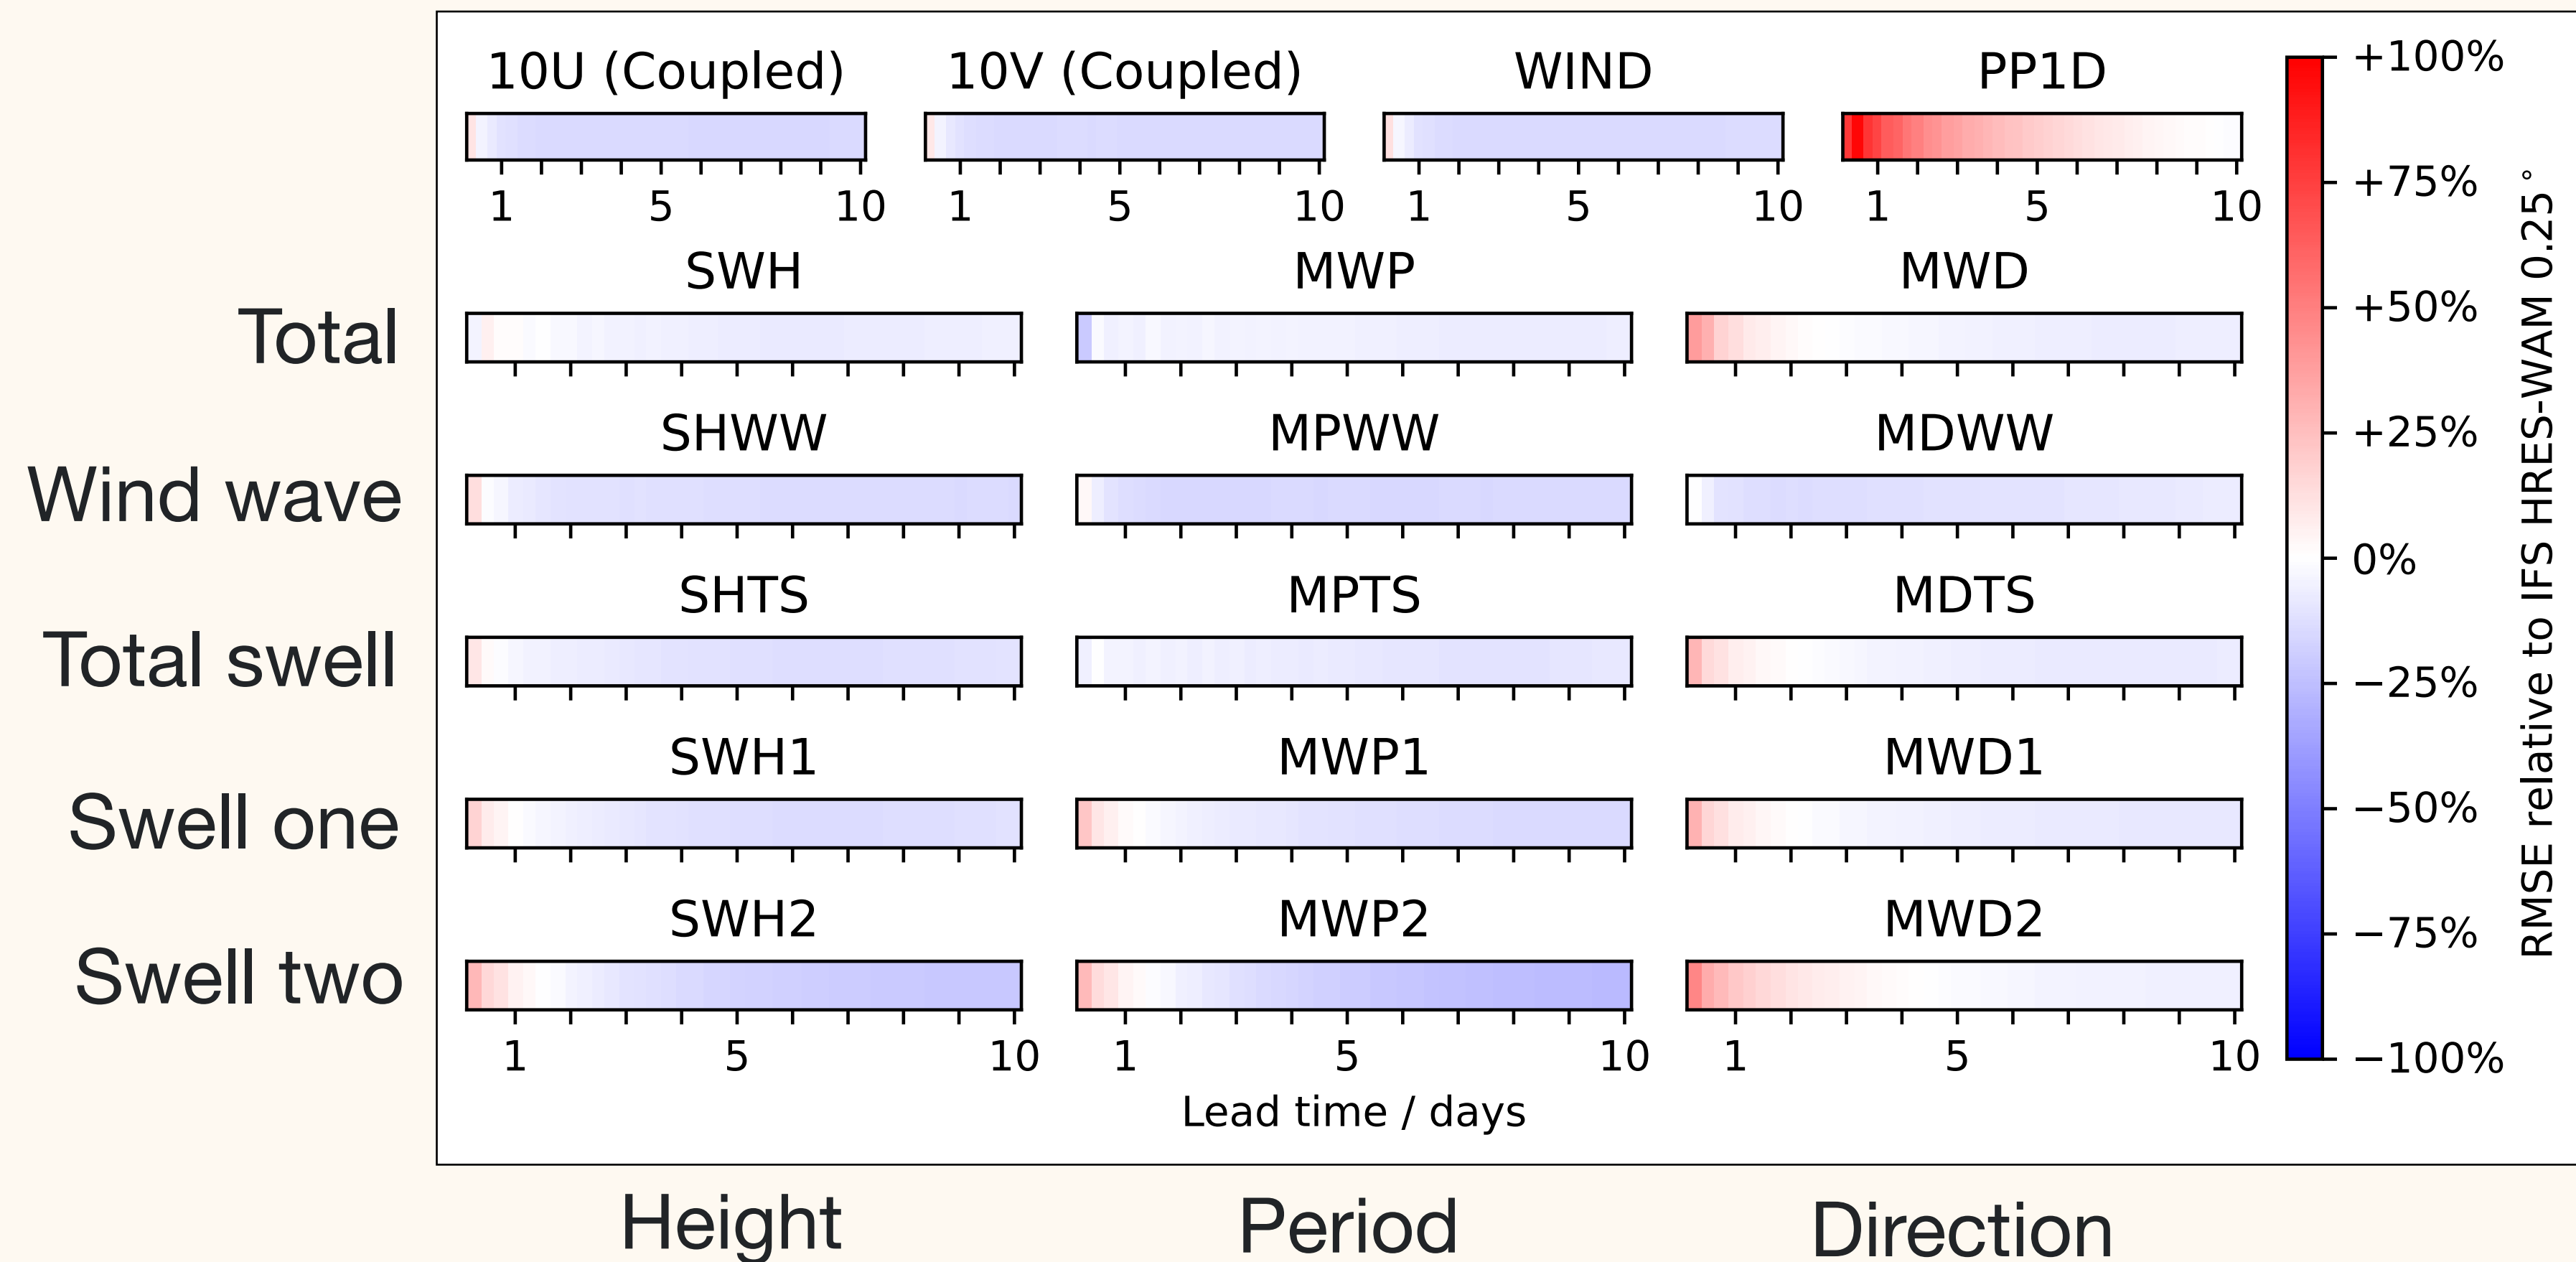 10U (Coupled) 10V (Coupled) WIND PP1D
1 5 10 1 5 10 1 5 10 1 5 10
Total
SWH MWP MWD
Wind wave
SHWW MPWW MDWW
Total swell
SHTS MPTS MDTS
Swell one
SWH1 MWP1 MWD1
Swell two
SWH2 MWP2 MWD2
1 5 10 1 5 10 1 5 10
Lead time / days
Height Period Direction
+100%
+75%
+50%
+25%
0%
−25%
−50%
−75%
−100%
RMSE relative to IFS HRES-WAM 0.25°